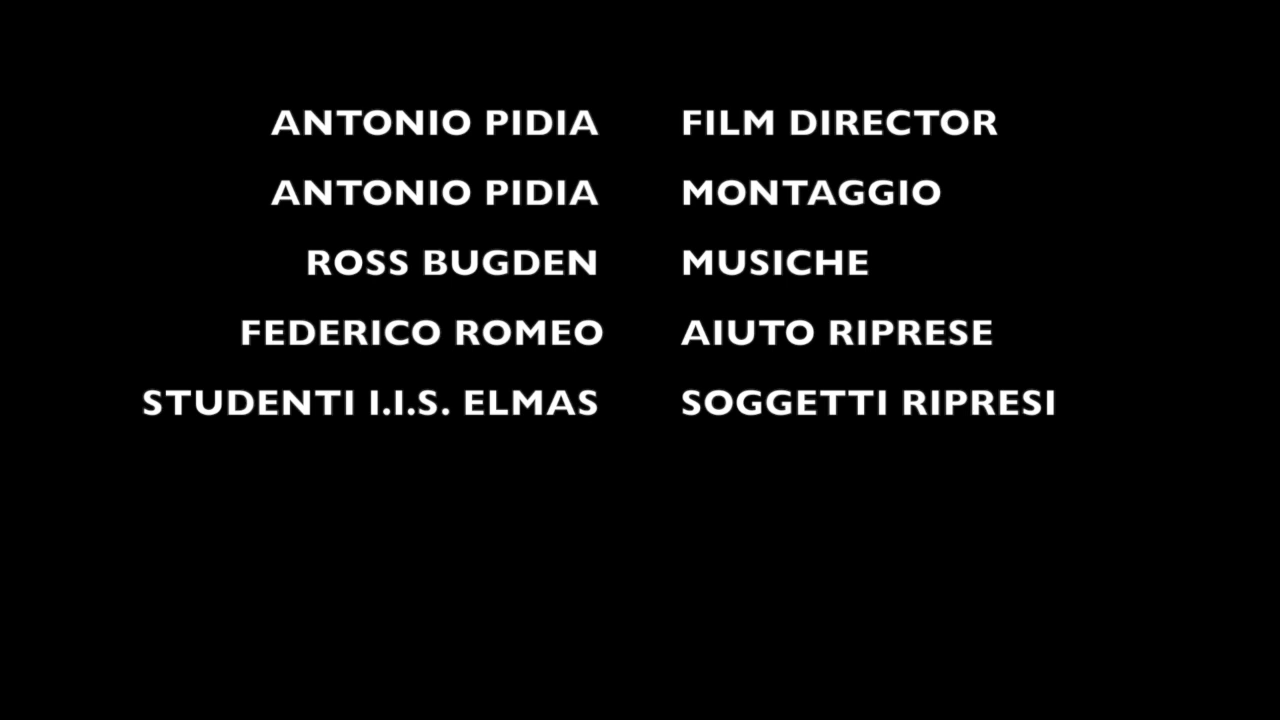 ANTONIO PIDIA FILM DIRECTOR
ANTONIO PIDIA MONTAGGIO
ROSS BUGDEN MUSICHE
FEDERICO ROMEO AIUTO RIPRESE
STUDENTI I.I.S. ELMAS SOGGETTI RIPRESI